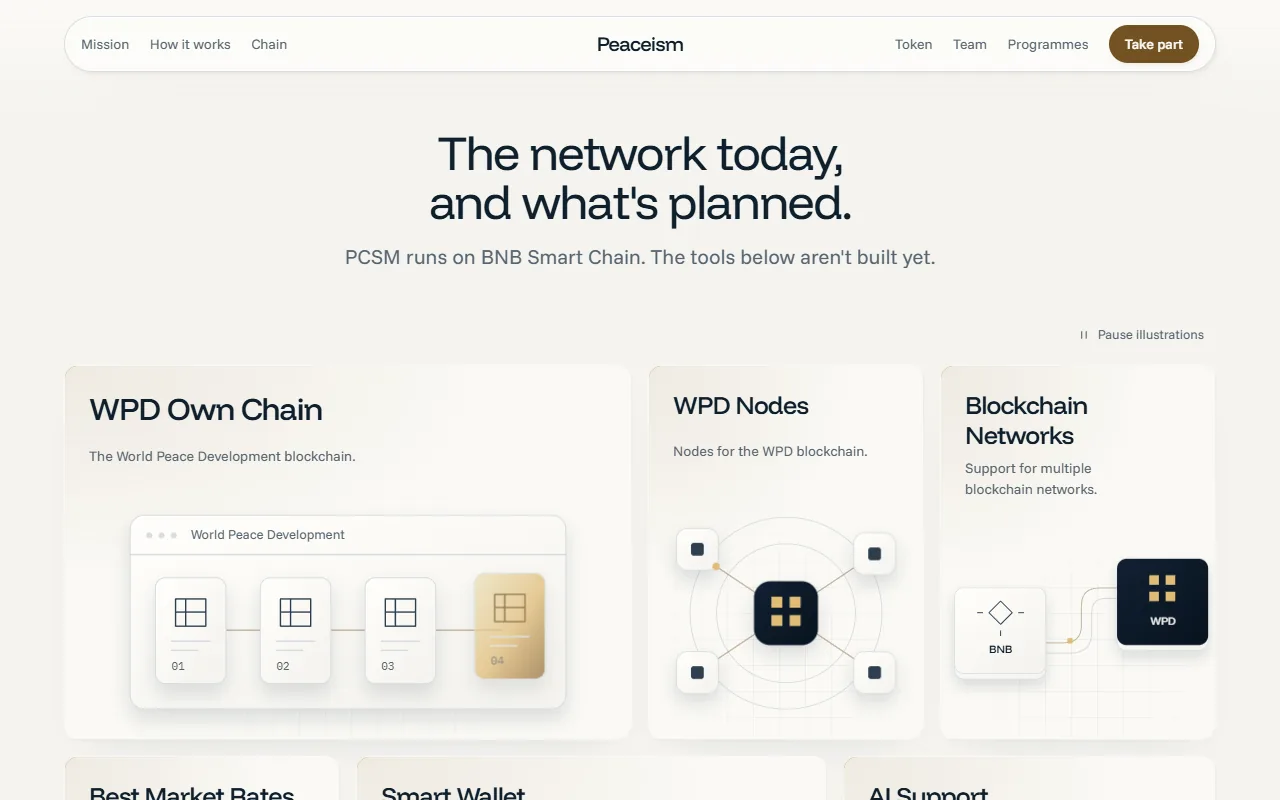 Mission How it works Chain Peaceism Token Team Programmes Take part
The network today,
and what's planned.
PCSM runs on BNB Smart Chain. The tools below aren't built yet.
Pause illustrations
WPD Own Chain
The World Peace Development blockchain.
World Peace Development
01 02 03 04
WPD Nodes
Nodes for the WPD blockchain.
Blockchain
Networks
Support for multiple
blockchain networks.
BNB
WPD
Best Market Rates
Smart Wallet
AI Support